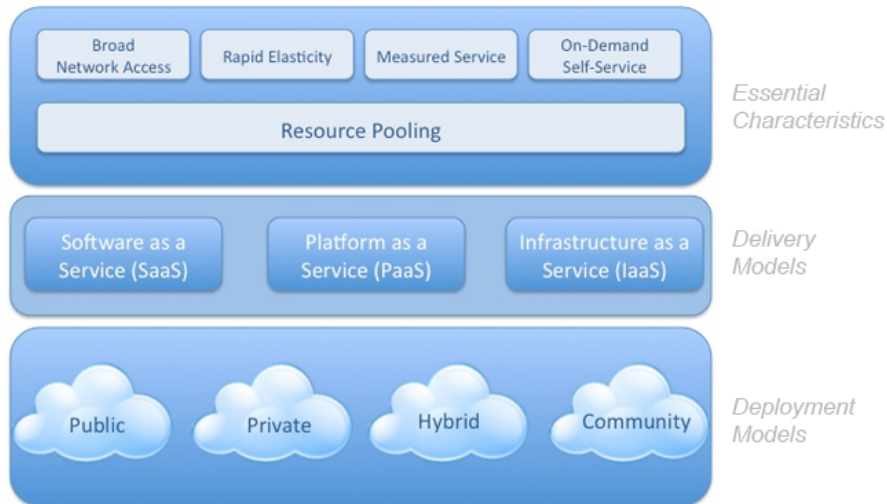 Broad
Network Access
Rapid Elasticity
Measured Service
On-Demand
Self-Service
Resource Pooling
Essential
Characteristics
Software as a
Service (SaaS)
Platform as a
Service (PaaS)
Infrastructure as a
Service (IaaS)
Delivery
Models
Public
Private
Hybrid
Community
Deployment
Models